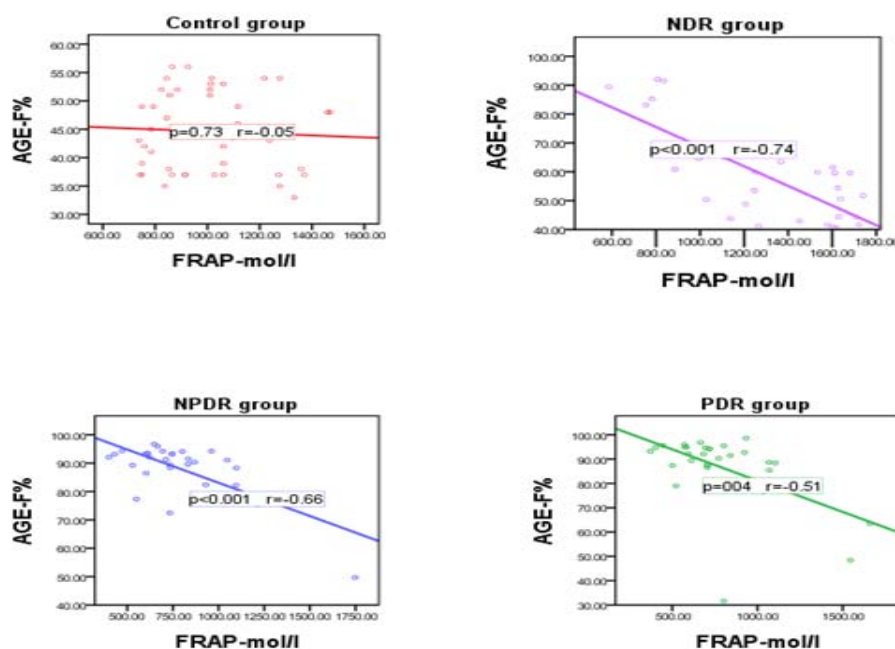 Control group
AGE-F%
60.00
55.00
50.00
45.00
40.00
35.00
30.00
p=0.73 r=-0.05
600.00 800.00 1000.00 1200.00 1400.00 1600.00
FRAP-mol/l
NDR group
AGE-F%
100.00
90.00
80.00
70.00
60.00
50.00
40.00
p<0.001 r=-0.74
600.00 800.00 1000.00 1200.00 1400.00 1600.00 1800.00
FRAP-mol/l
NPDR group
AGE-F%
100.00
90.00
80.00
70.00
60.00
50.00
40.00
p<0.001 r=-0.66
500.00 750.00 1000.00 1250.00 1500.00 1750.00
FRAP-mol/l
PDR group
AGE-F%
100.00
90.00
80.00
70.00
60.00
50.00
40.00
30.00
p=004 r=-0.51
500.00 1000.00 1500.00
FRAP-mol/l